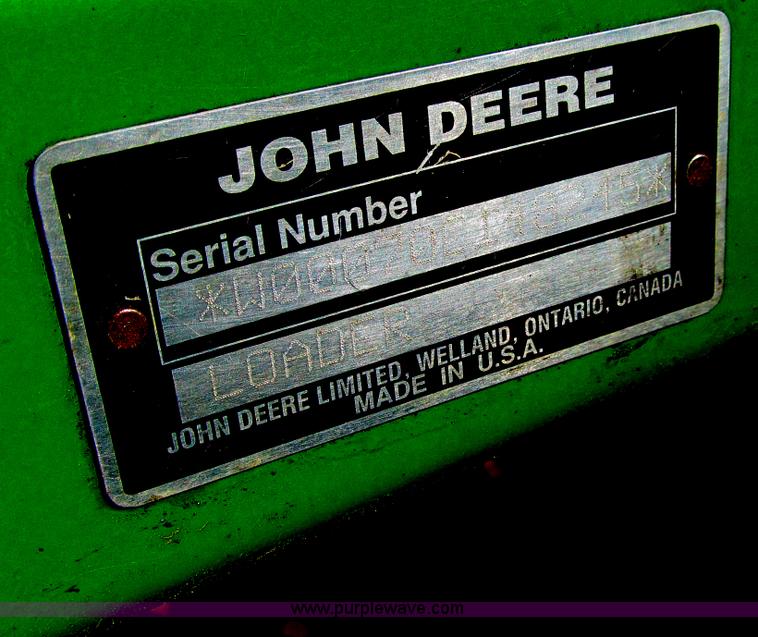 JOHN DEERE
Serial Number
LOADER
JOHN DEERE LIMITED, WELLAND, ONTARIO, CANADA
MADE IN U.S.A.
www.purplewave.com